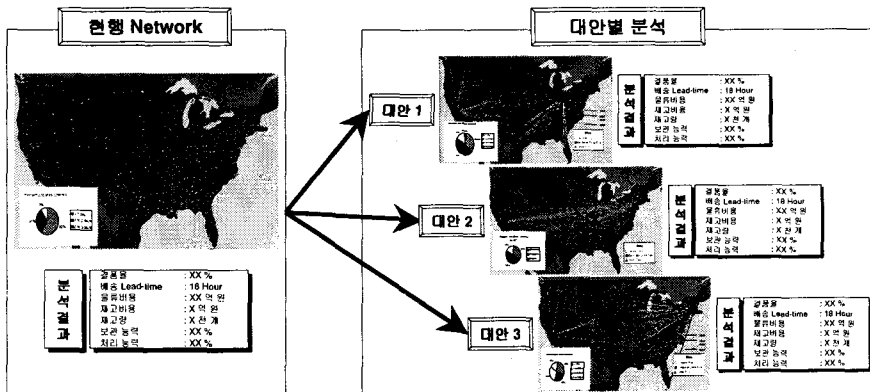 현행 Network
대안별 분석
대안 1
분석결과
결품율 : XX %
배송 Lead-time : 18 Hour
물류비용 : XX 억 원
재고비용 : X 억 원
재고량 : X 천 개
보관 능력 : XX %
처리 능력 : XX %
대안 2
분석결과
결품율 : XX %
배송 Lead-time : 18 Hour
물류비용 : XX 억 원
재고비용 : X 억 원
재고량 : X 천 개
보관 능력 : XX %
처리 능력 : XX %
대안 3
분석결과
결품율 : XX %
배송 Lead-time : 18 Hour
물류비용 : XX 억 원
재고비용 : X 억 원
재고량 : X 천 개
보관 능력 : XX %
처리 능력 : XX %
분석결과
결품율 : XX %
배송 Lead-time : 18 Hour
물류비용 : XX 억 원
재고비용 : X 억 원
재고량 : X 천 개
보관 능력 : XX %
처리 능력 : XX %